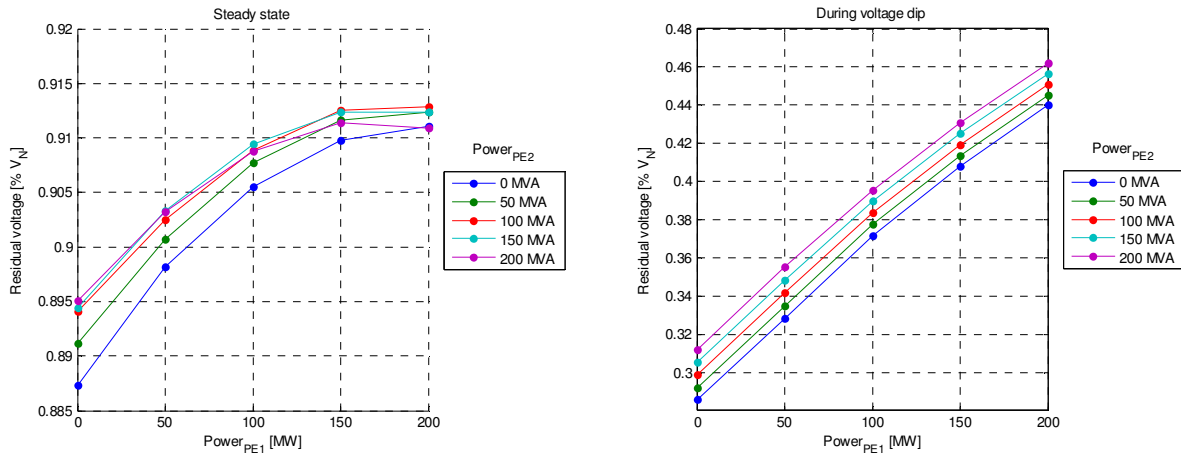 Steady state
0.92
0.915
0.91
0.905
0.9
0.895
0.89
0.885
Residual voltage [% V_N]
0
50
100
150
200
Power_PE1 [MW]
Power_PE2
0 MVA
50 MVA
100 MVA
150 MVA
200 MVA
During voltage dip
0.48
0.46
0.44
0.42
0.4
0.38
0.36
0.34
0.32
0.3
Residual voltage [% V_N]
0
50
100
150
200
Power_PE1 [MW]
Power_PE2
0 MVA
50 MVA
100 MVA
150 MVA
200 MVA